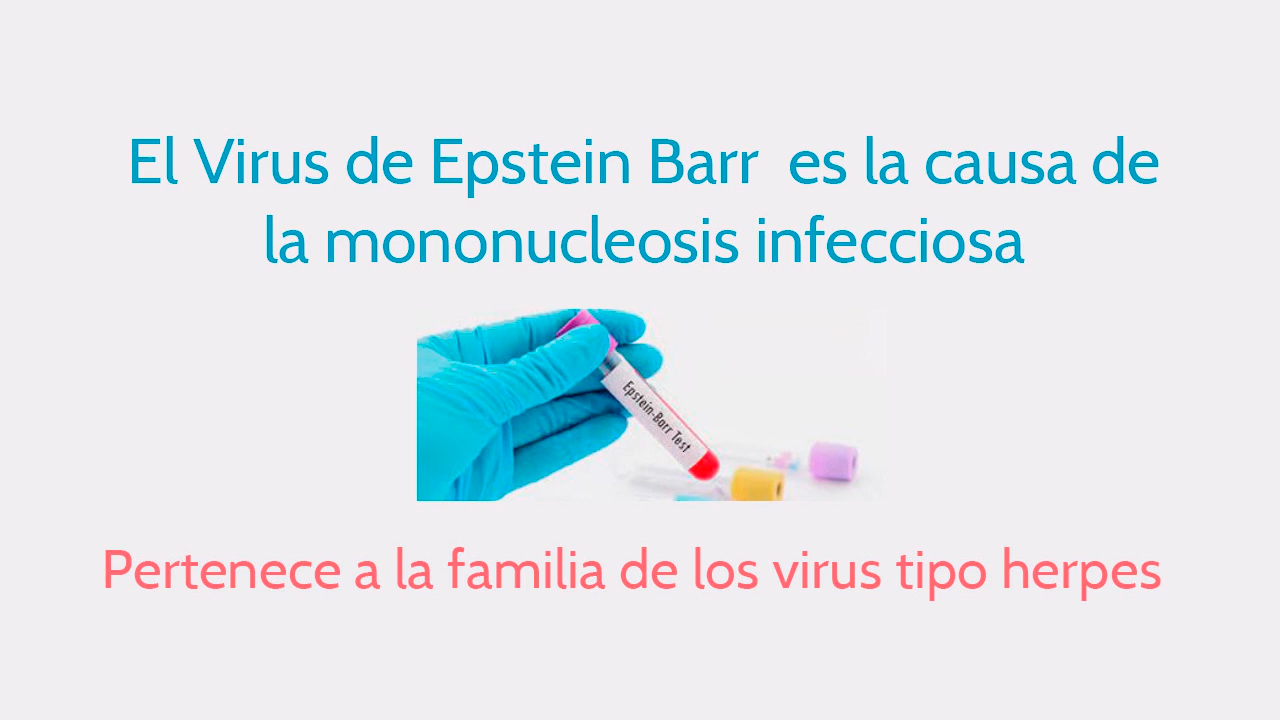 El Virus de Epstein Barr  es la causa de
la mononucleosis infecciosa
Epstein-Barr Test
Pertenece a la familia de los virus tipo herpes